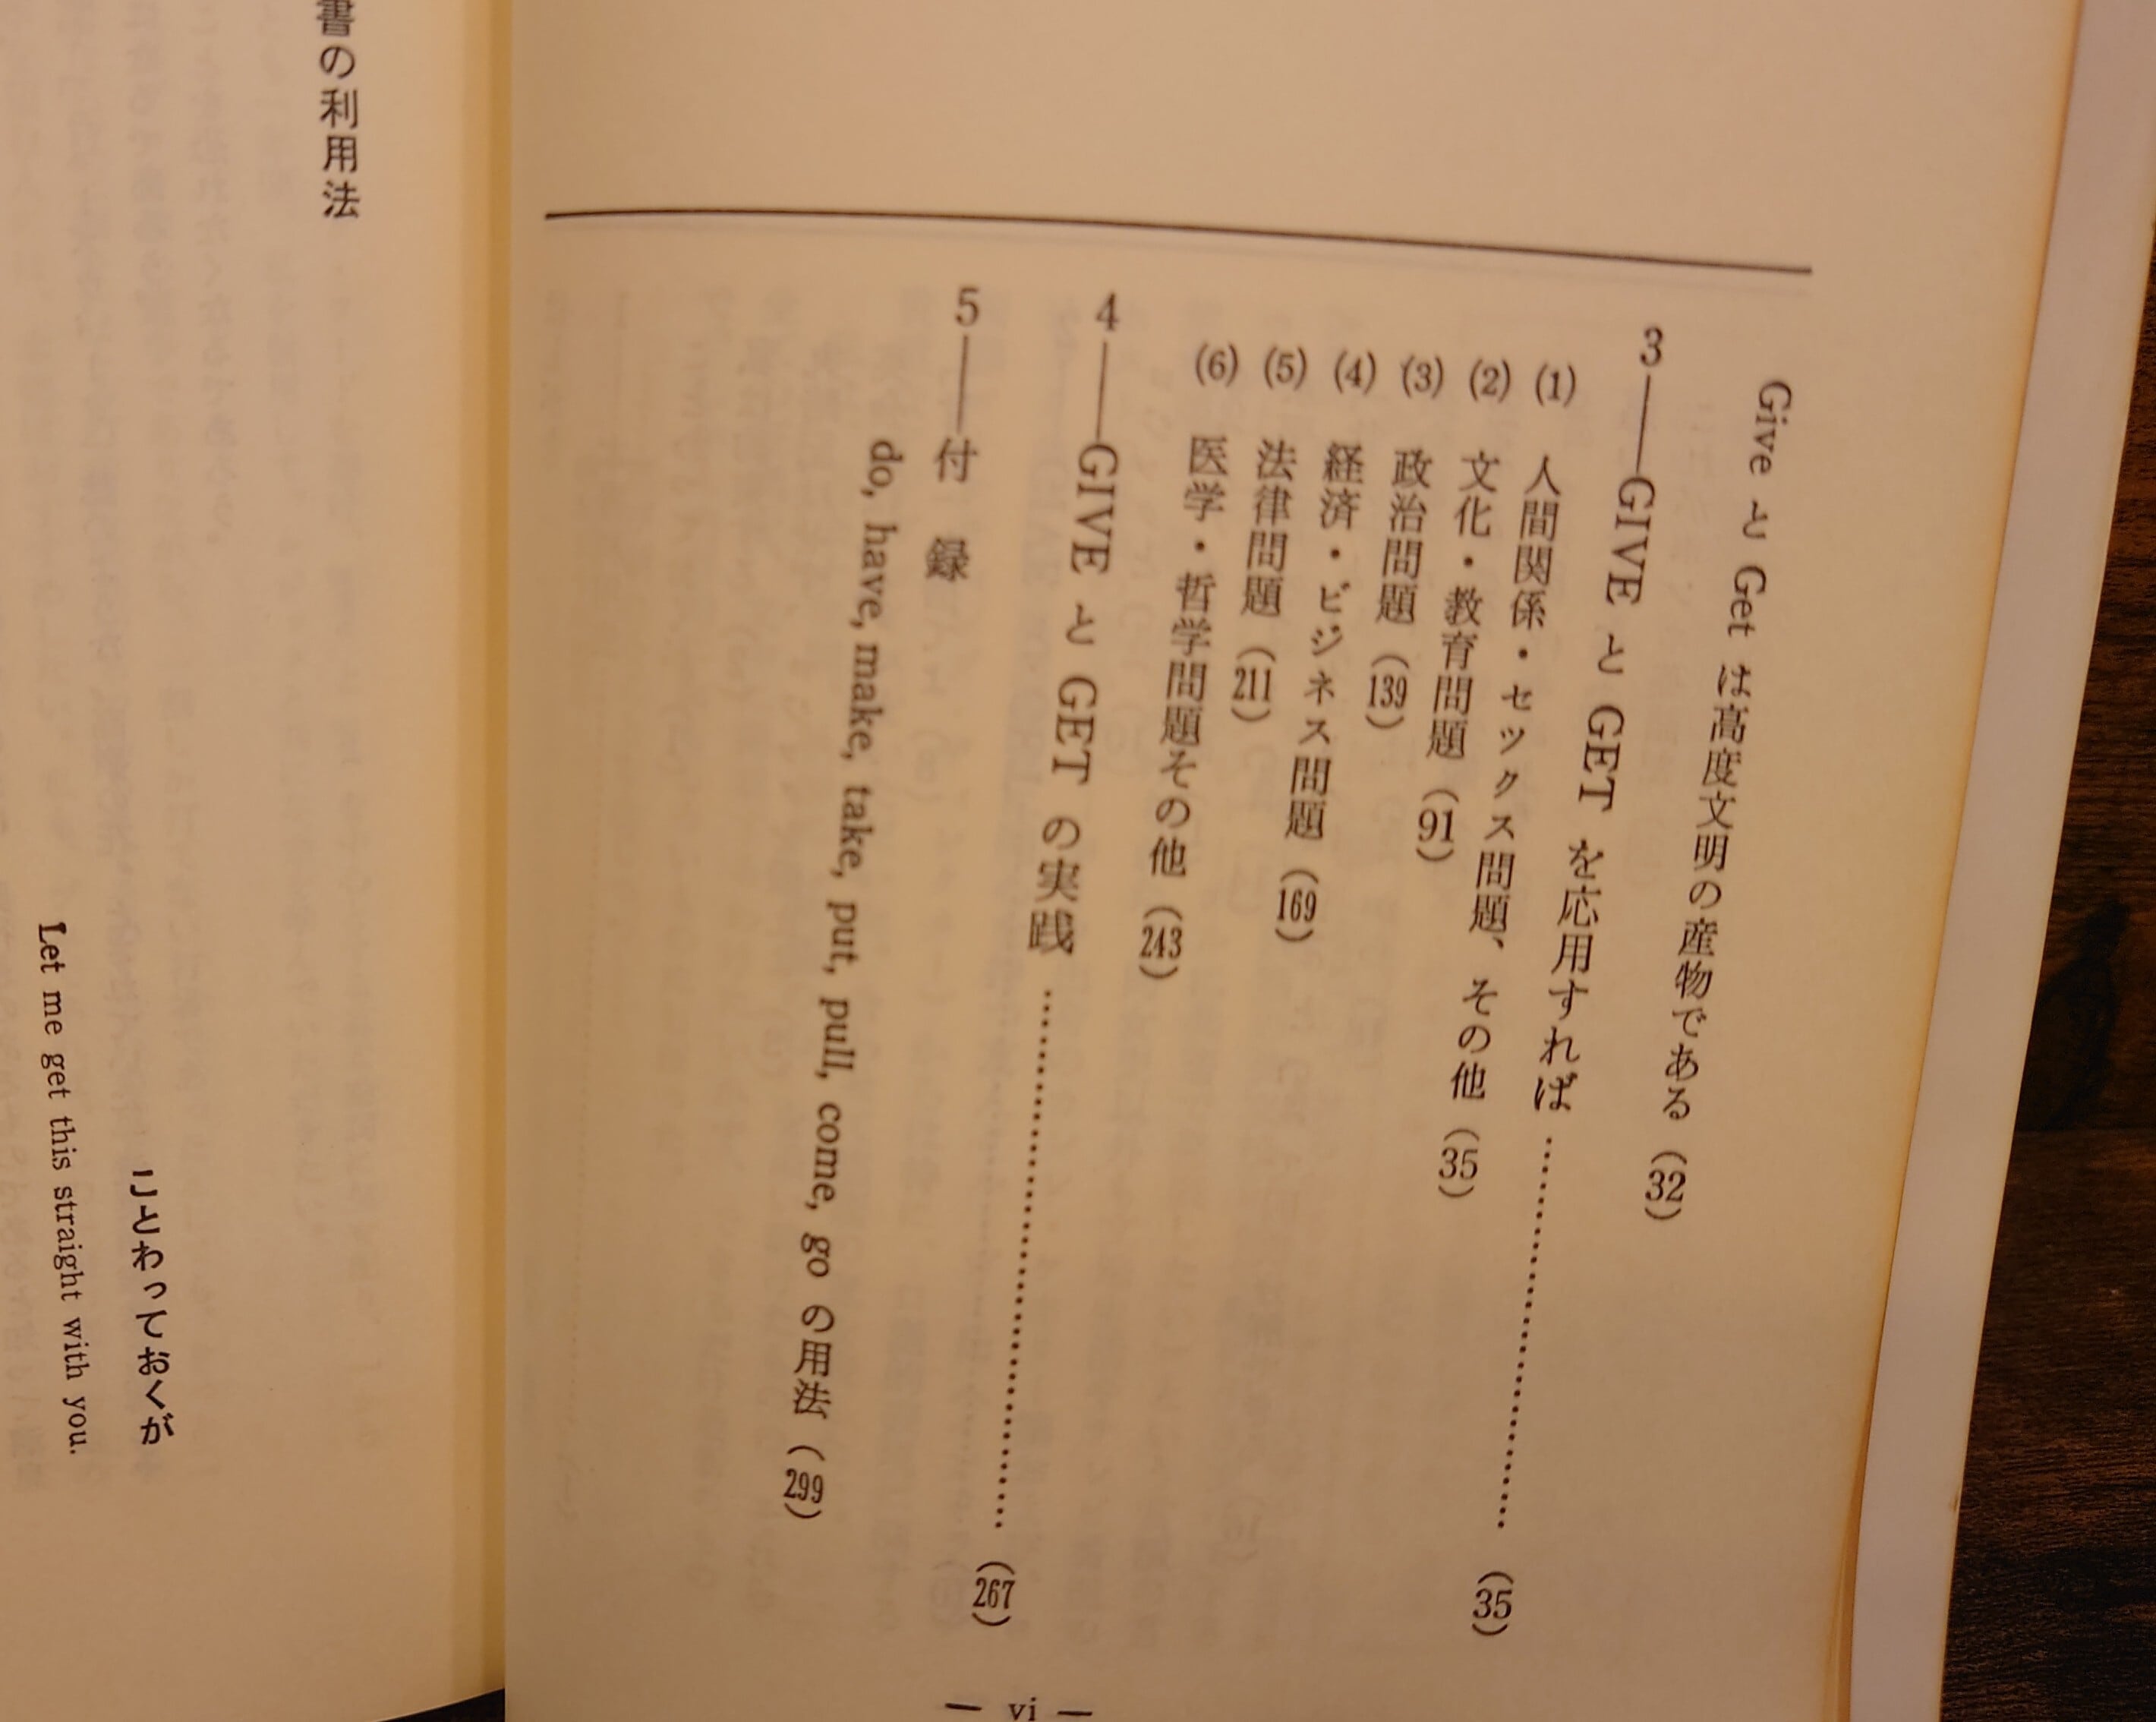 Give と Get は高度文明の産物である (32)
3——GIVE と GET を応用すれば………………(35)
(1) 人間関係・セックス問題、その他 (35)
(2) 文化・教育問題 (91)
(3) 政治問題 (139)
(4) 経済・ビジネス問題 (169)
(5) 法律問題 (211)
(6) 医学・哲学問題その他 (243)
4——GIVE と GET の実践………………(267)
5——付 録
do, have, make, take, put, pull, come, go の用法 (299)
— vi —
書の利用法
ことわっておくが
Let me get this straight with you.